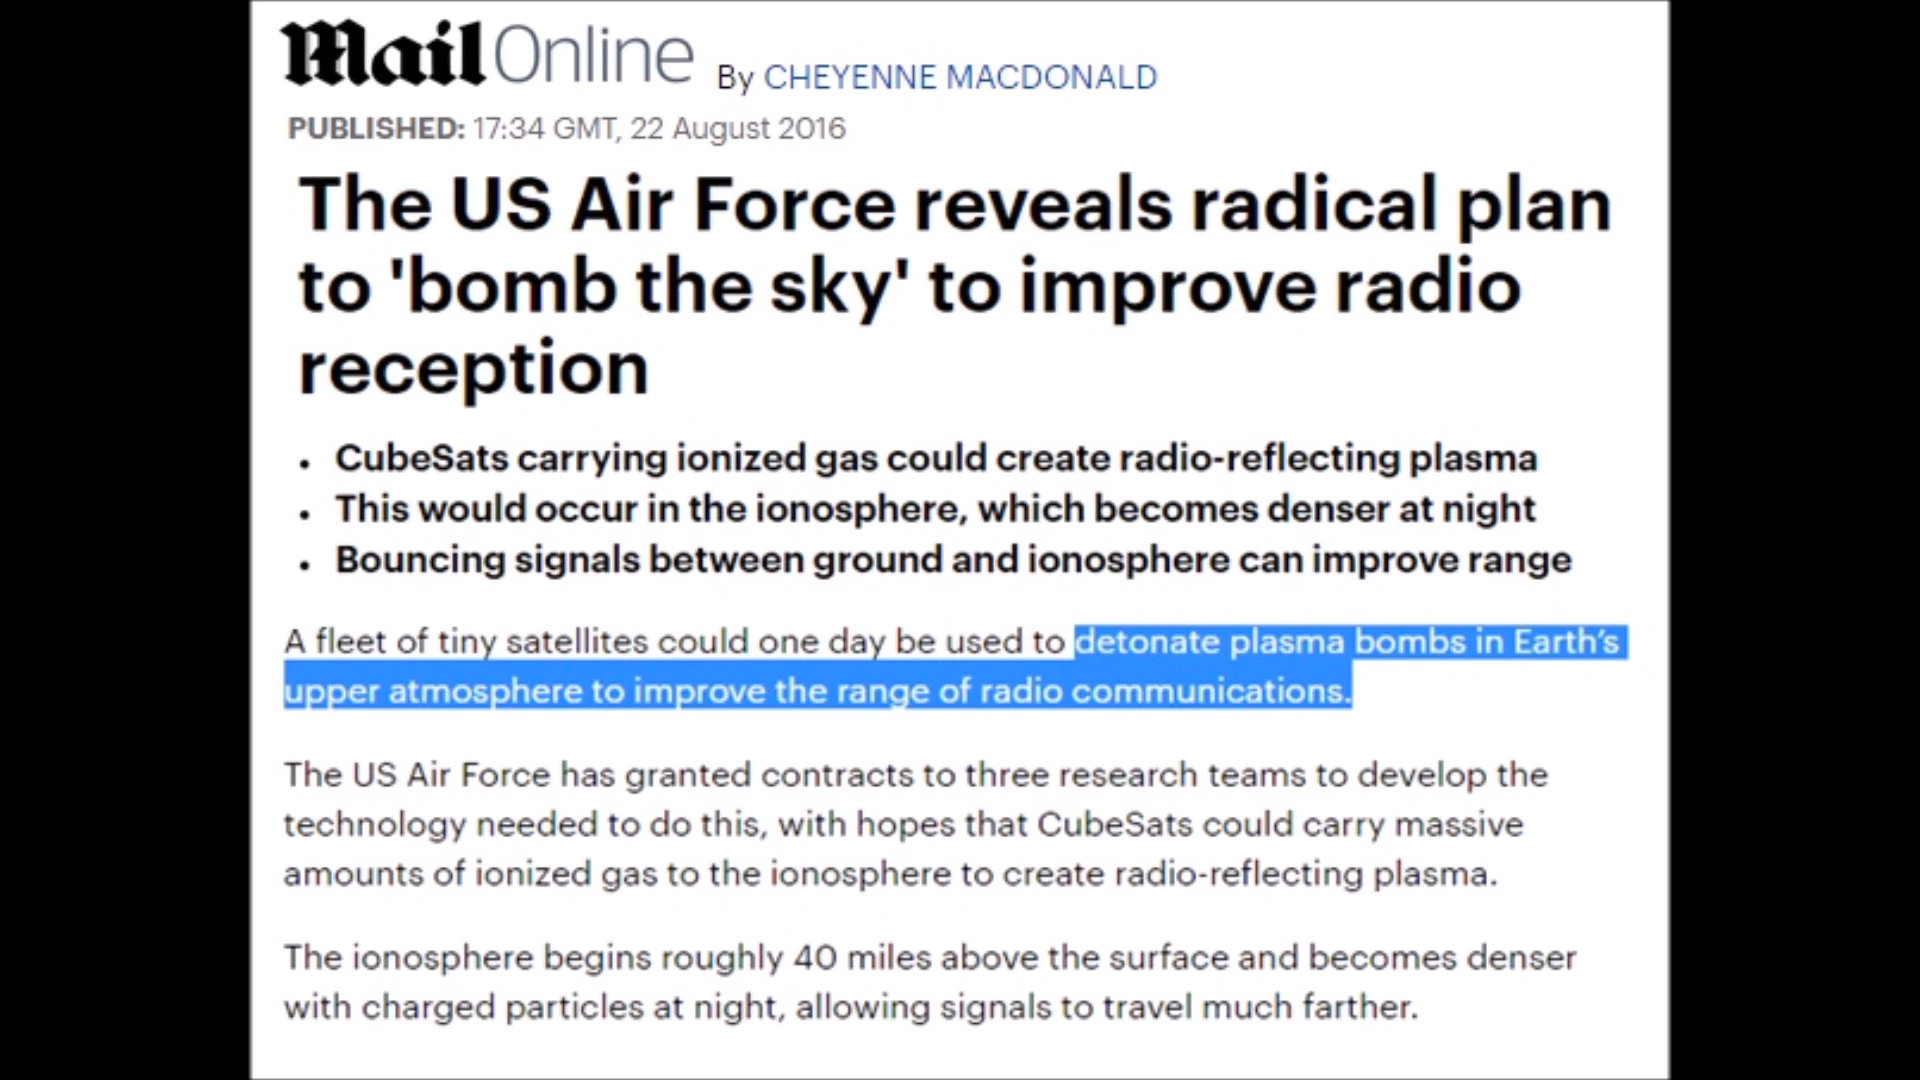 Mail Online By CHEYENNE MACDONALD
PUBLISHED: 17:34 GMT, 22 August 2016
The US Air Force reveals radical plan
to 'bomb the sky' to improve radio
reception
• CubeSats carrying ionized gas could create radio-reflecting plasma
• This would occur in the ionosphere, which becomes denser at night
• Bouncing signals between ground and ionosphere can improve range
A fleet of tiny satellites could one day be used to detonate plasma bombs in Earth’s
upper atmosphere to improve the range of radio communications.
The US Air Force has granted contracts to three research teams to develop the
technology needed to do this, with hopes that CubeSats could carry massive
amounts of ionized gas to the ionosphere to create radio-reflecting plasma.
The ionosphere begins roughly 40 miles above the surface and becomes denser
with charged particles at night, allowing signals to travel much farther.